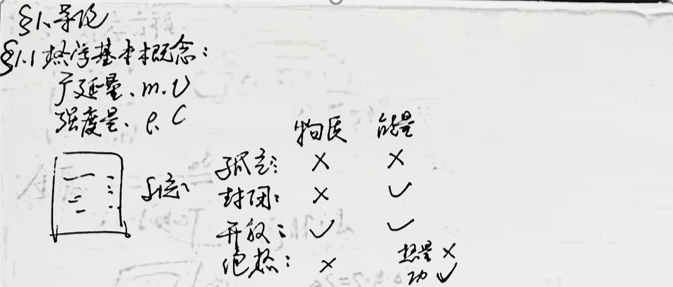 §1. 导论
§1.1 热学基本概念:
广延量、m.U
强度量、ρ、C
物质 能量
孤立: × ×
系统
封闭: × ✓
开放: ✓ ✓
绝热: × 热量 ×
功 ✓